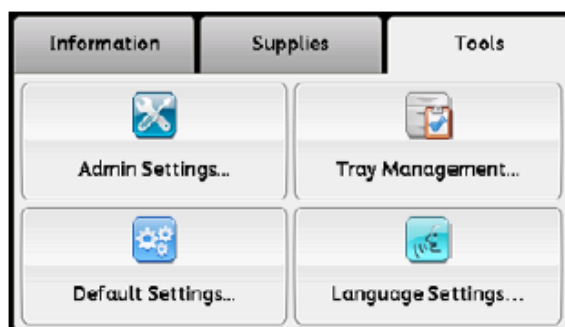 Information Supplies Tools
Admin Settings... Tray Management...
Default Settings... Language Settings...